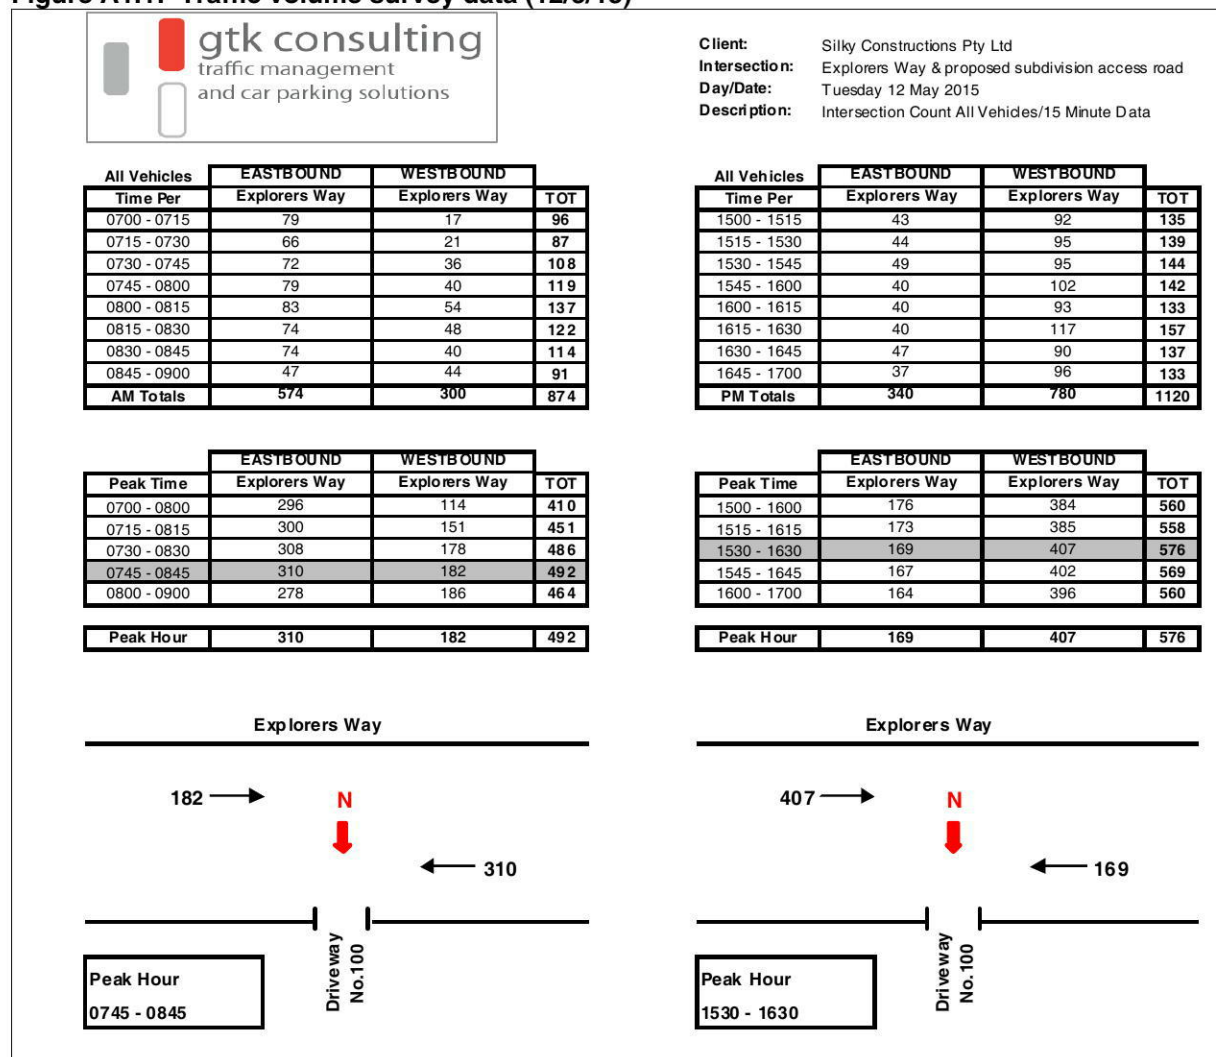 gtk consulting
traffic management
and car parking solutions
Client: Silky Constructions Pty Ltd
Intersection: Explorers Way & proposed subdivision access road
Day/Date: Tuesday 12 May 2015
Description: Intersection Count All Vehicles/15 Minute Data
All Vehicles EASTBOUND WESTBOUND
Time Per Explorers Way Explorers Way TOT
0700 - 0715 79 17 96
0715 - 0730 66 21 87
0730 - 0745 72 36 108
0745 - 0800 79 40 119
0800 - 0815 83 54 137
0815 - 0830 74 48 122
0830 - 0845 74 40 114
0845 - 0900 47 44 91
AM Totals 574 300 874
All Vehicles EASTBOUND WESTBOUND
Time Per Explorers Way Explorers Way TOT
1500 - 1515 43 92 135
1515 - 1530 44 95 139
1530 - 1545 49 95 144
1545 - 1600 40 102 142
1600 - 1615 40 93 133
1615 - 1630 40 117 157
1630 - 1645 47 90 137
1645 - 1700 37 96 133
PM Totals 340 780 1120
EASTBOUND WESTBOUND
Peak Time Explorers Way Explorers Way TOT
0700 - 0800 296 114 410
0715 - 0815 300 151 451
0730 - 0830 308 178 486
0745 - 0845 310 182 492
0800 - 0900 278 186 464
Peak Hour 310 182 492
EASTBOUND WESTBOUND
Peak Time Explorers Way Explorers Way TOT
1500 - 1600 176 384 560
1515 - 1615 173 385 558
1530 - 1630 169 407 576
1545 - 1645 167 402 569
1600 - 1700 164 396 560
Peak Hour 169 407 576
Explorers Way
182
N
310
Driveway
No.100
Peak Hour
0745 - 0845
Explorers Way
407
N
169
Driveway
No.100
Peak Hour
1530 - 1630